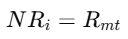 NR_i = R_{mt}